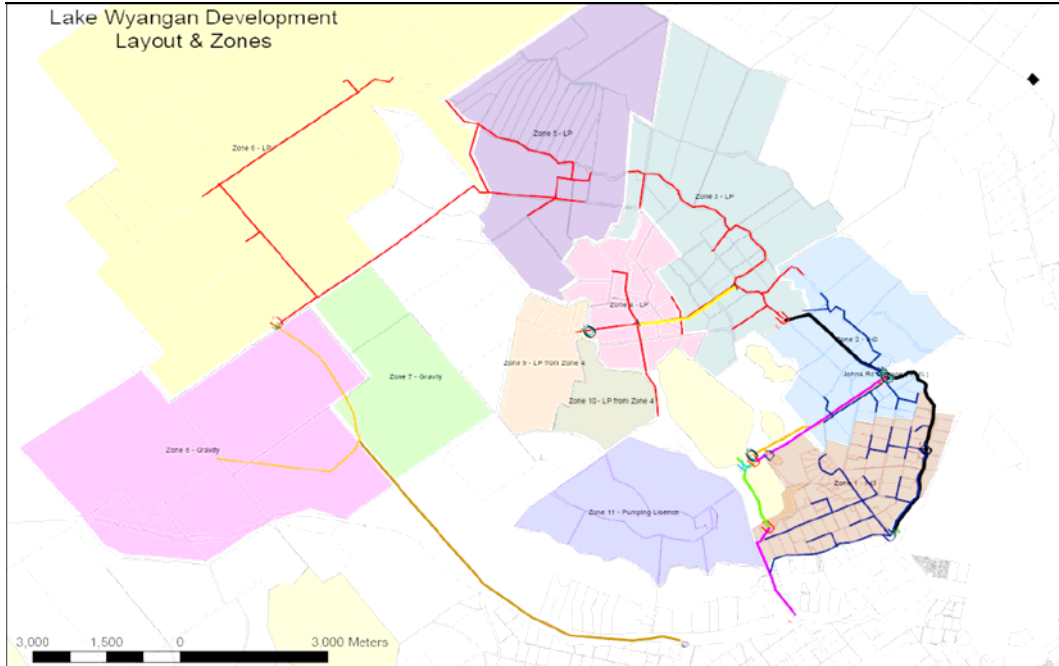 Lake Wyangan Development
Layout & Zones
Zone 5 - LP
Zone 6 - LP
Zone 3 - LP
Zone 4 - LP
Zone 2 -
Zone 9 - LP from Zone 4
Johns Rd
Zone 7 - Gravity
Zone 10 - LP from Zone 4
Zone 8 - Gravity
Zone 1 -
Zone 11 - Pumping Licence
3,000 1,500 0 3,000 Meters